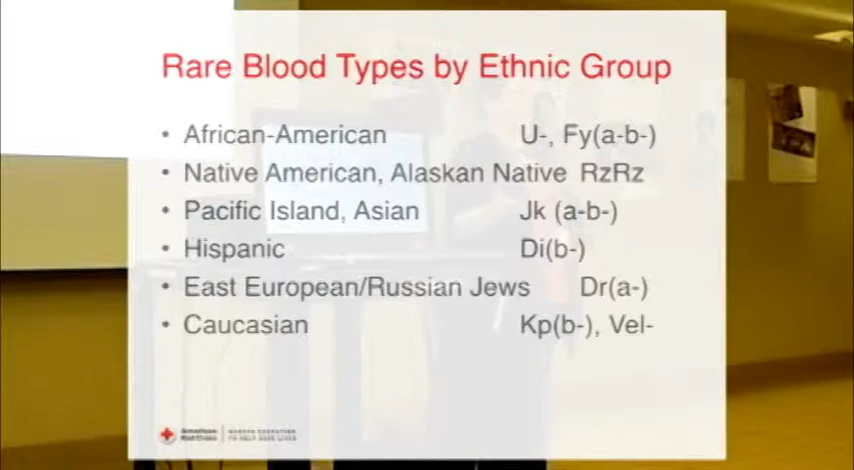 Rare Blood Types by Ethnic Group
• African-American U-, Fy(a-b-)
• Native American, Alaskan Native RzRz
• Pacific Island, Asian Jk (a-b-)
• Hispanic Di(b-)
• East European/Russian Jews Dr(a-)
• Caucasian Kp(b-), Vel-
American
Red Cross